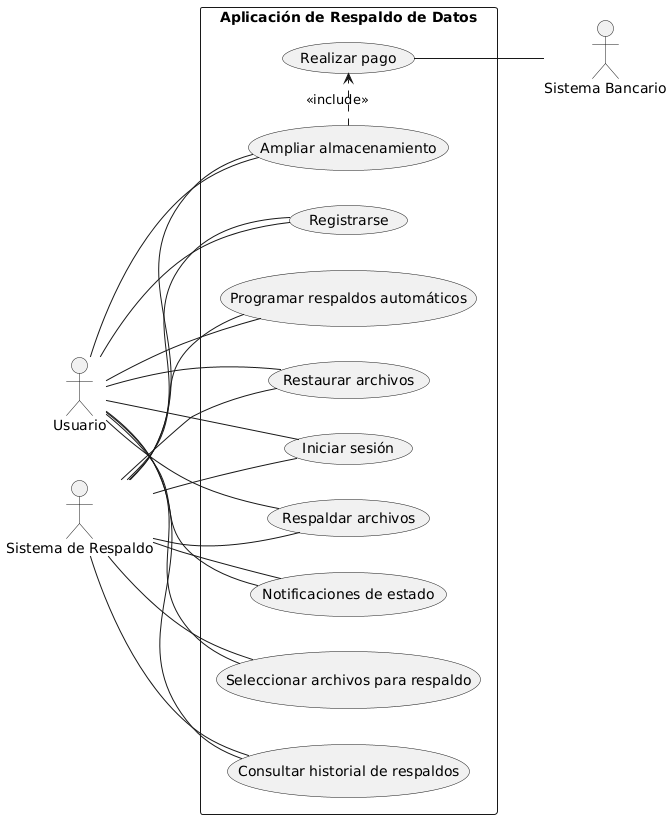 Aplicación de Respaldo de Datos
Realizar pago
Sistema Bancario
«include»
Ampliar almacenamiento
Registrarse
Programar respaldos automáticos
Restaurar archivos
Usuario
Iniciar sesión
Respaldar archivos
Sistema de Respaldo
Notificaciones de estado
Seleccionar archivos para respaldo
Consultar historial de respaldos